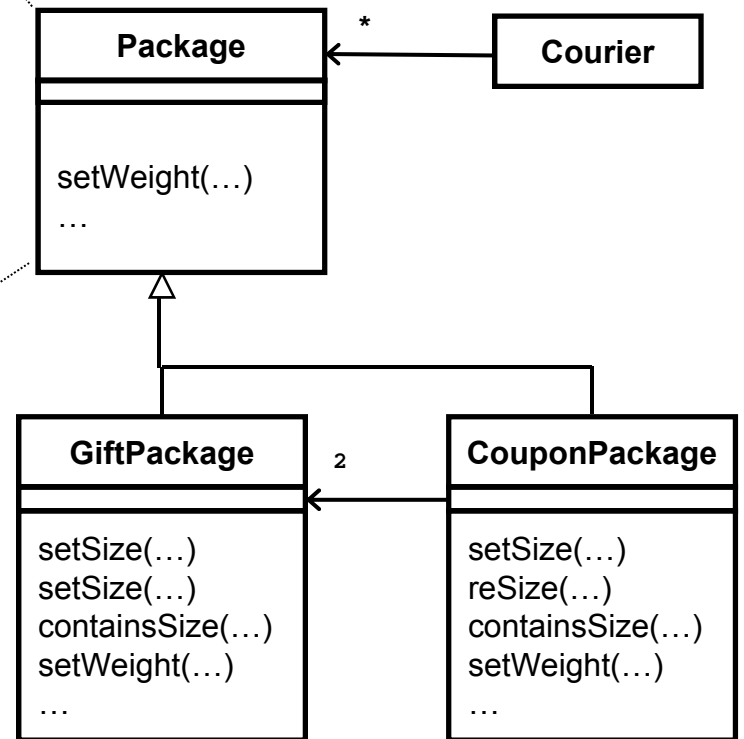 Package
*
Courier
setWeight(…)
…
GiftPackage
2
CouponPackage
setSize(…)
setSize(…)
containsSize(…)
setWeight(…)
…
setSize(…)
reSize(…)
containsSize(…)
setWeight(…)
…